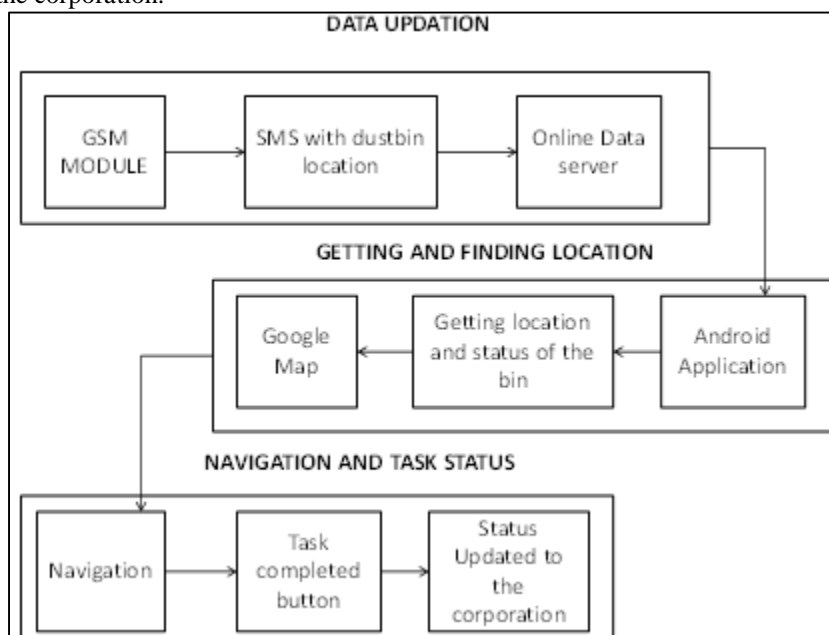 the corporation.
DATA UPDATION
GSM
MODULE
SMS with dustbin
location
Online Data
server
GETTING AND FINDING LOCATION
Google
Map
Getting location
and status of the
bin
Android
Application
NAVIGATION AND TASK STATUS
Navigation
Task
completed
button
Status
Updated to
the
corporation